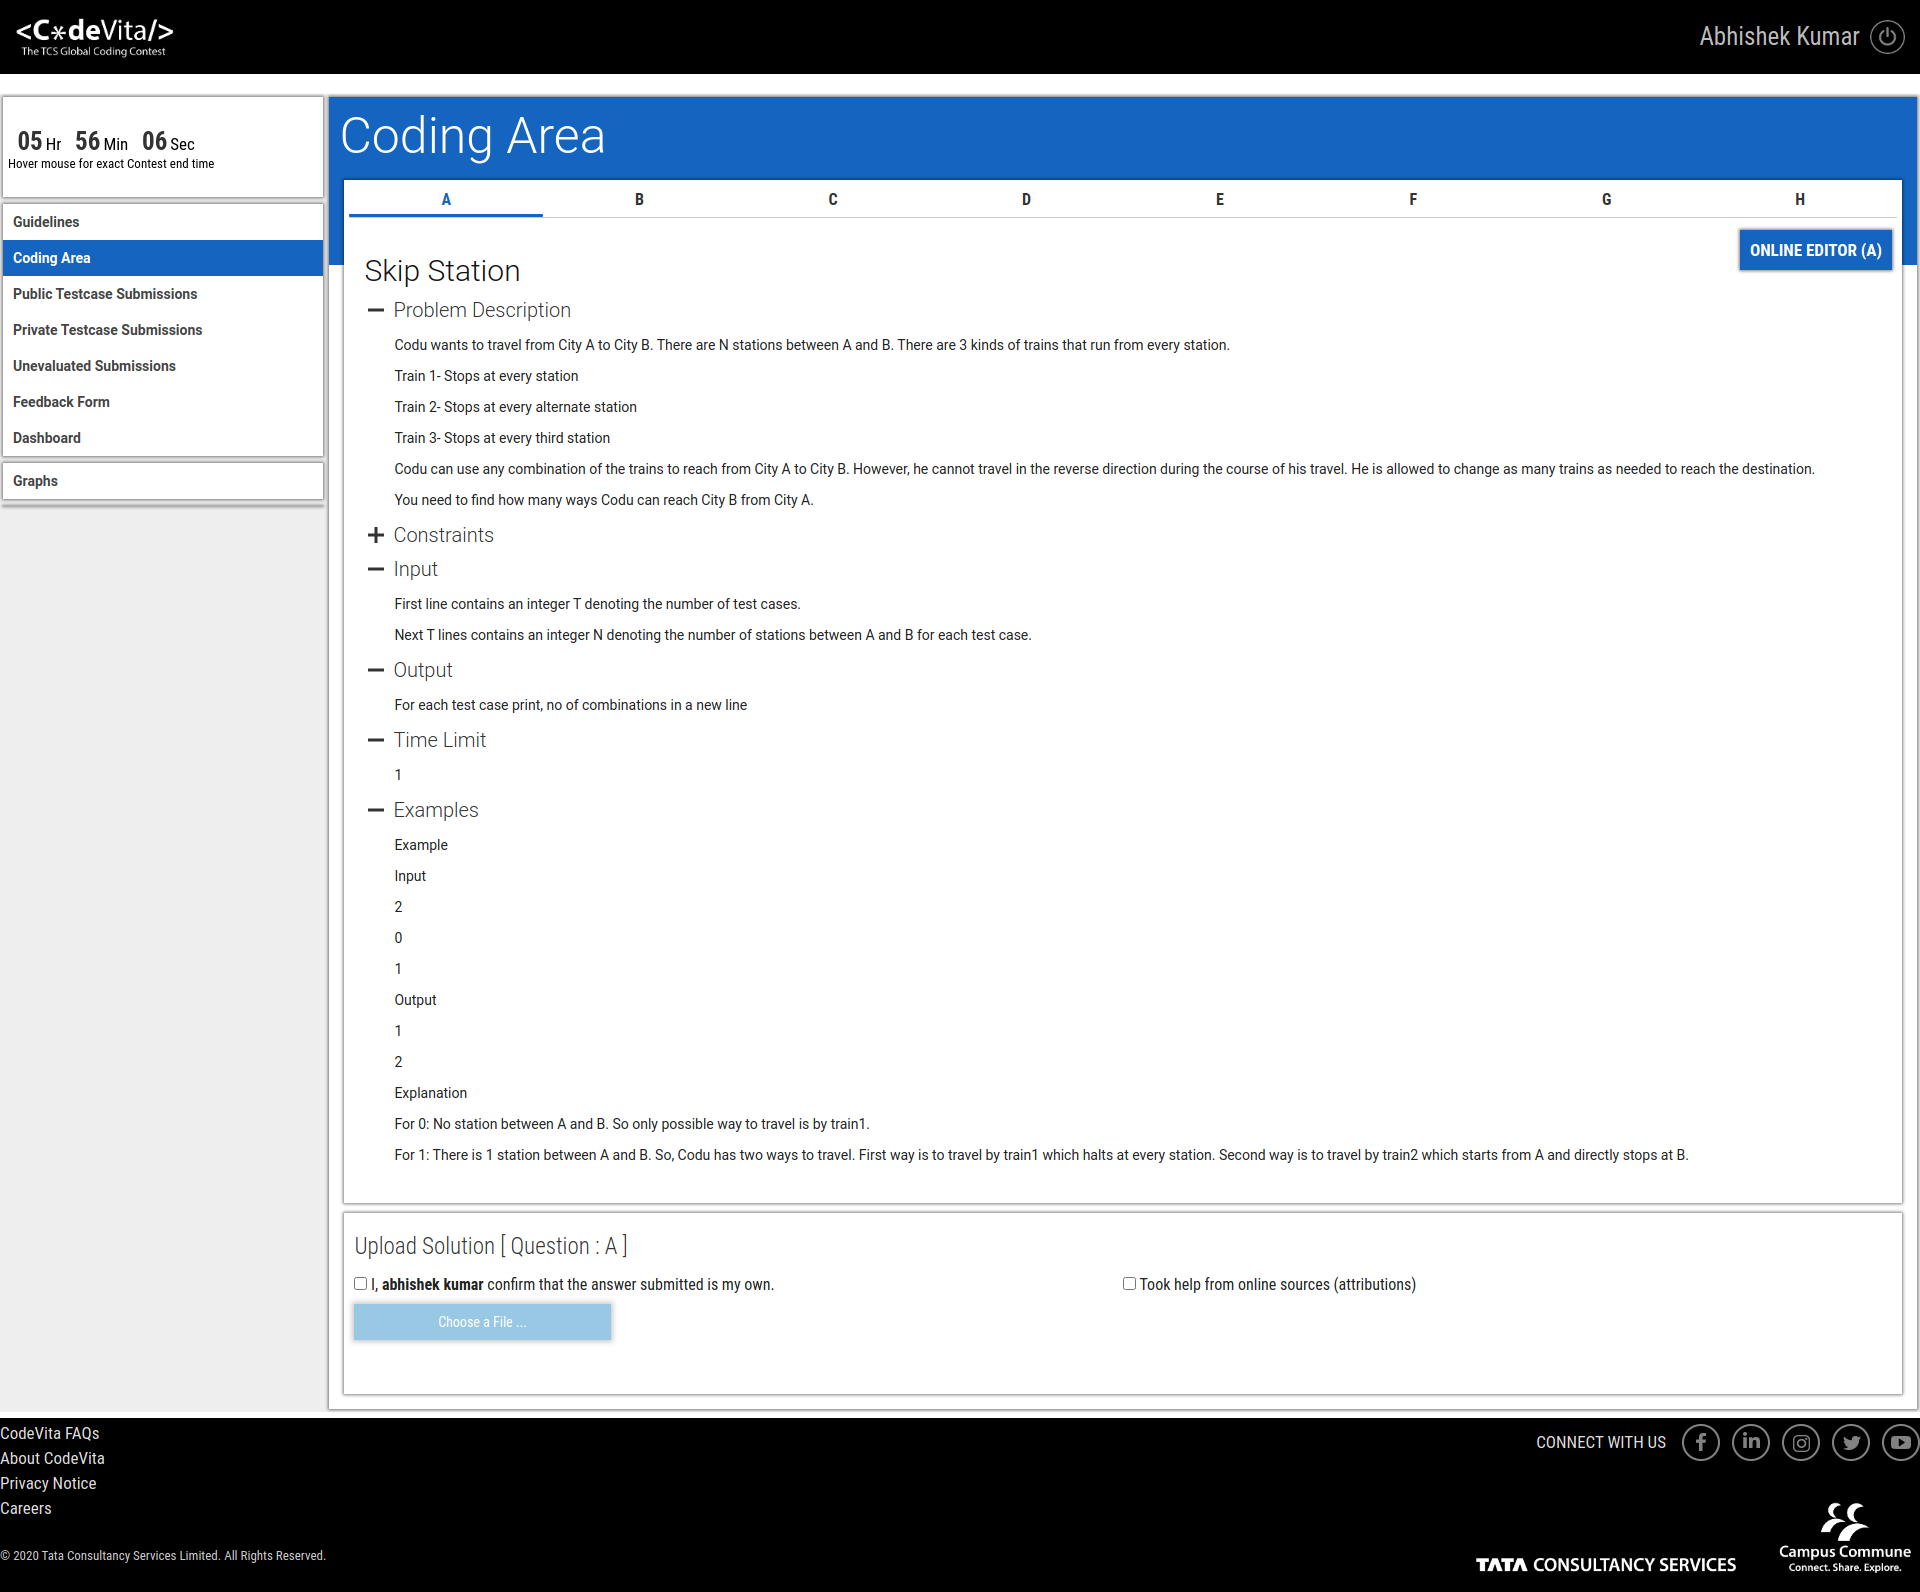 <C*deVita/>
The TCS Global Coding Contest
Abhishek Kumar
05 Hr 56 Min 06 Sec
Hover mouse for exact Contest end time
Guidelines
Coding Area
Public Testcase Submissions
Private Testcase Submissions
Unevaluated Submissions
Feedback Form
Dashboard
Graphs
Coding Area
A B C D E F G H
ONLINE EDITOR (A)
Skip Station
Problem Description
Codu wants to travel from City A to City B. There are N stations between A and B. There are 3 kinds of trains that run from every station.
Train 1- Stops at every station
Train 2- Stops at every alternate station
Train 3- Stops at every third station
Codu can use any combination of the trains to reach from City A to City B. However, he cannot travel in the reverse direction during the course of his travel. He is allowed to change as many trains as needed to reach the destination.
You need to find how many ways Codu can reach City B from City A.
Constraints
Input
First line contains an integer T denoting the number of test cases.
Next T lines contains an integer N denoting the number of stations between A and B for each test case.
Output
For each test case print, no of combinations in a new line
Time Limit
1
Examples
Example
Input
2
0
1
Output
1
2
Explanation
For 0: No station between A and B. So only possible way to travel is by train1.
For 1: There is 1 station between A and B. So, Codu has two ways to travel. First way is to travel by train1 which halts at every station. Second way is to travel by train2 which starts from A and directly stops at B.
Upload Solution [ Question : A ]
I, abhishek kumar confirm that the answer submitted is my own.
Took help from online sources (attributions)
Choose a File ...
CodeVita FAQs
About CodeVita
Privacy Notice
Careers
© 2020 Tata Consultancy Services Limited. All Rights Reserved.
CONNECT WITH US
TATA CONSULTANCY SERVICES
Campus Commune
Connect. Share. Explore.